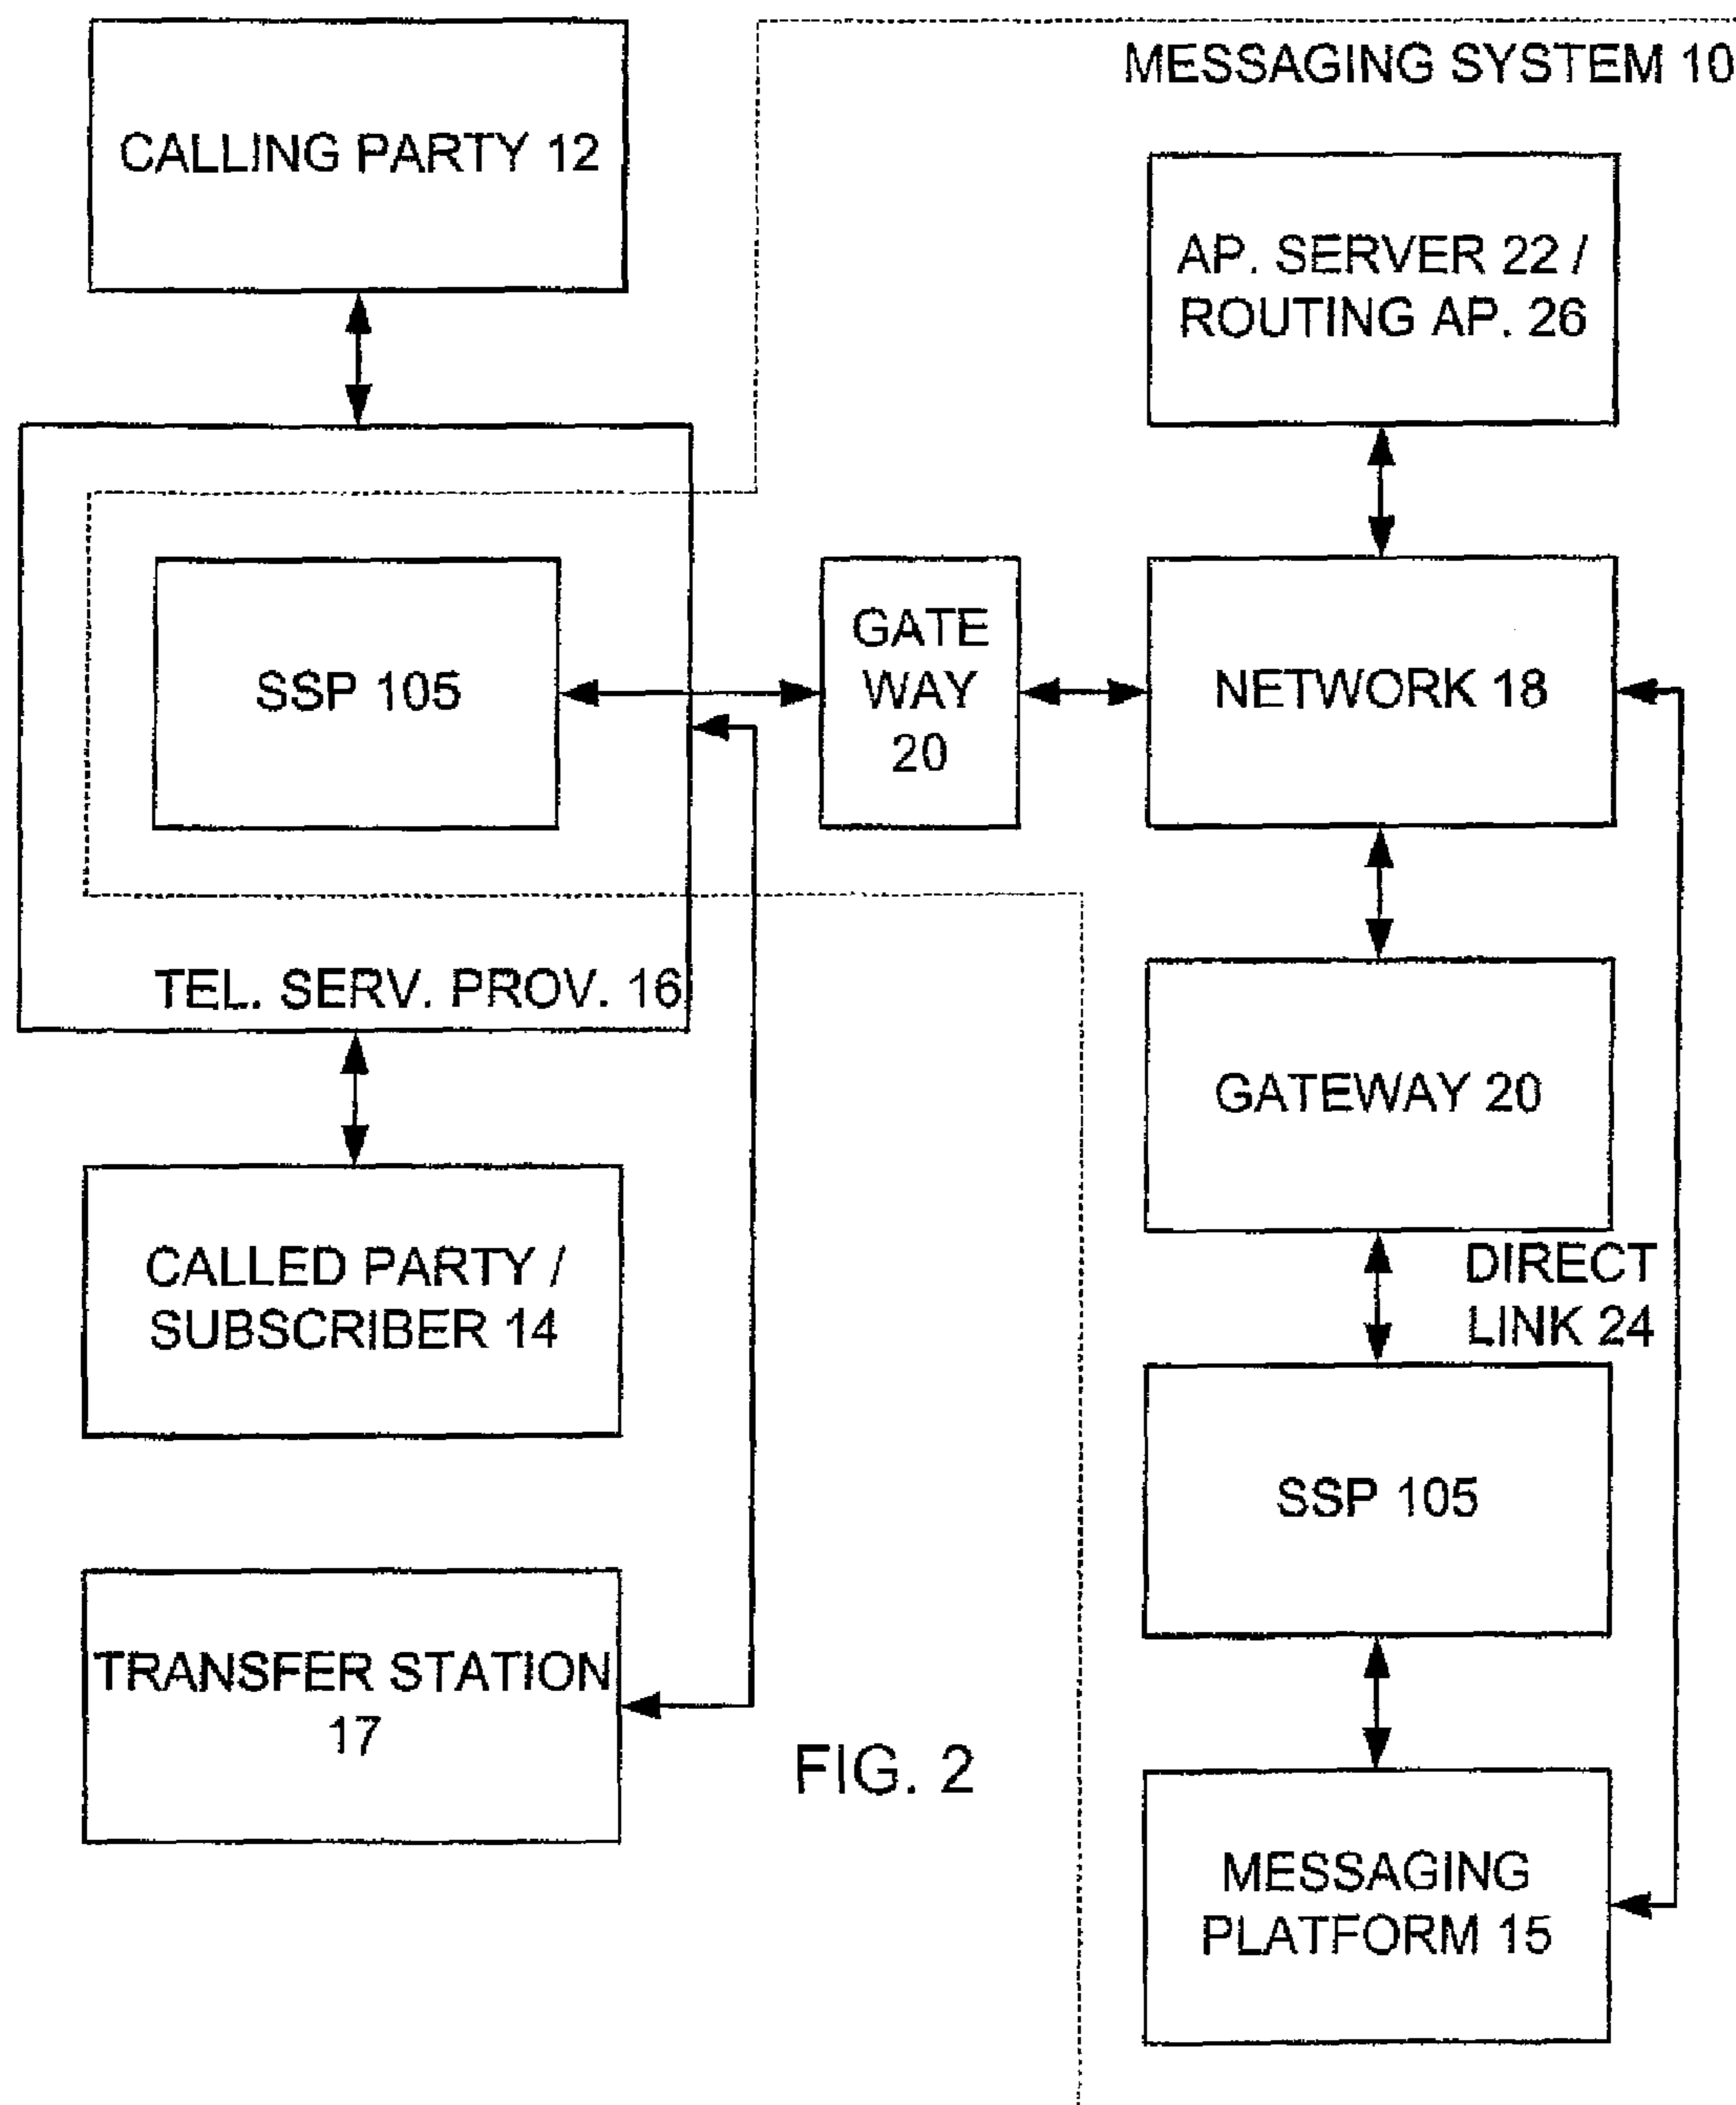 MESSAGING SYSTEM 10
CALLING PARTY 12
AP. SERVER 22 /
ROUTING AP. 26
SSP 105
GATE
WAY
20
NETWORK 18
TEL. SERV. PROV. 16
GATEWAY 20
CALLED PARTY /
SUBSCRIBER 14
DIRECT
LINK 24
SSP 105
TRANSFER STATION
17
FIG. 2
MESSAGING
PLATFORM 15